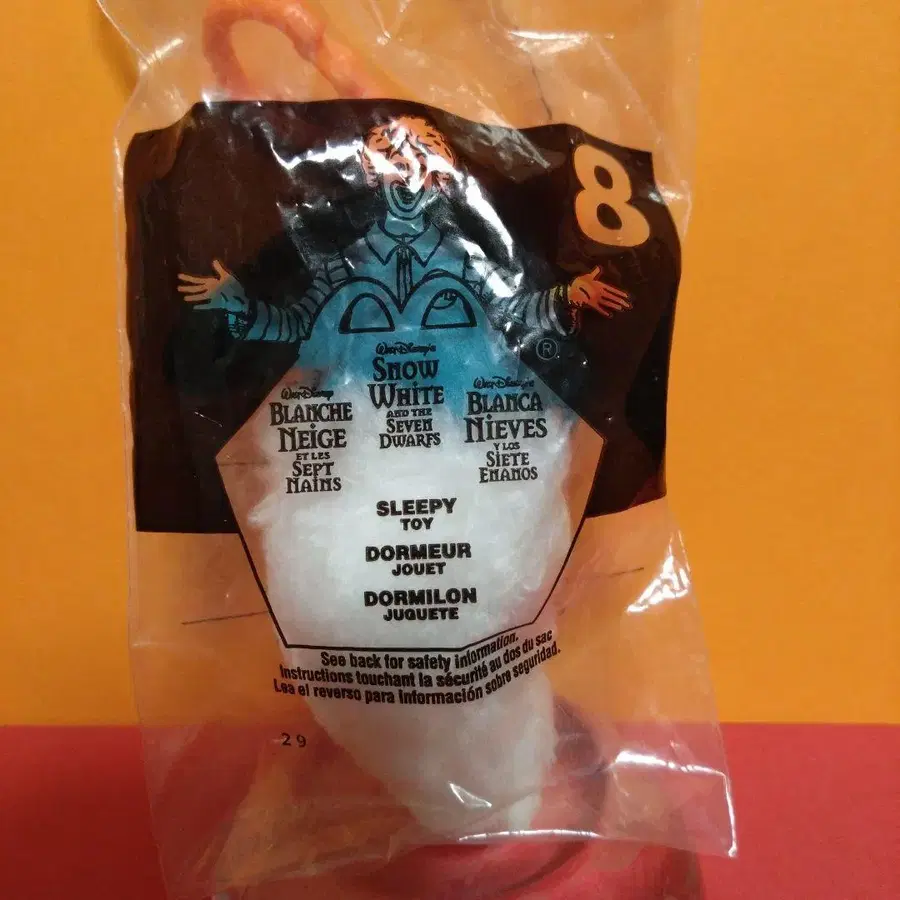 8
®
Walt Disney's
SNOW
WHITE
AND THE
SEVEN
DWARFS
Walt Disney
BLANCHE
NEIGE
ET LES
SEPT
NAINS
Walt Disney's
BLANCA
NIEVES
Y LOS
SIETE
ENANOS
SLEEPY
TOY
DORMEUR
JOUET
DORMILON
JUGUETE
See back for safety information.
Instructions touchant la sécurité au dos du sac
Lea el reverso para información sobre seguridad.
29